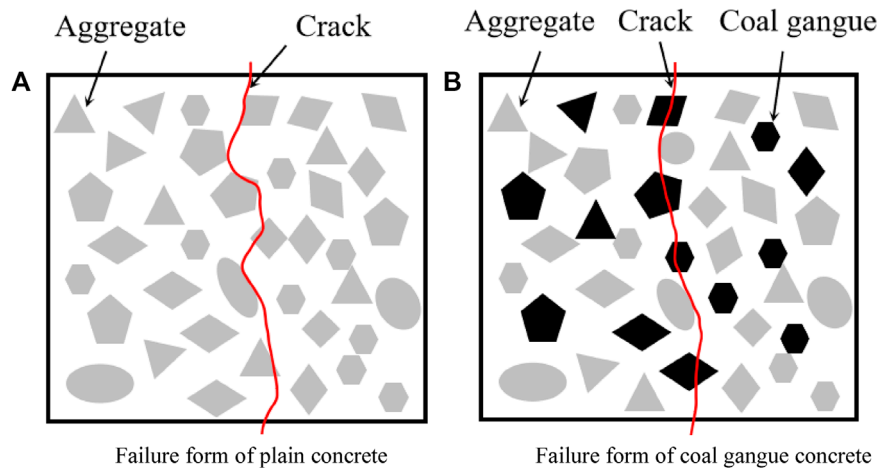 Aggregate
Crack
Aggregate
Crack
Coal gangue
A
B
Failure form of plain concrete
Failure form of coal gangue concrete